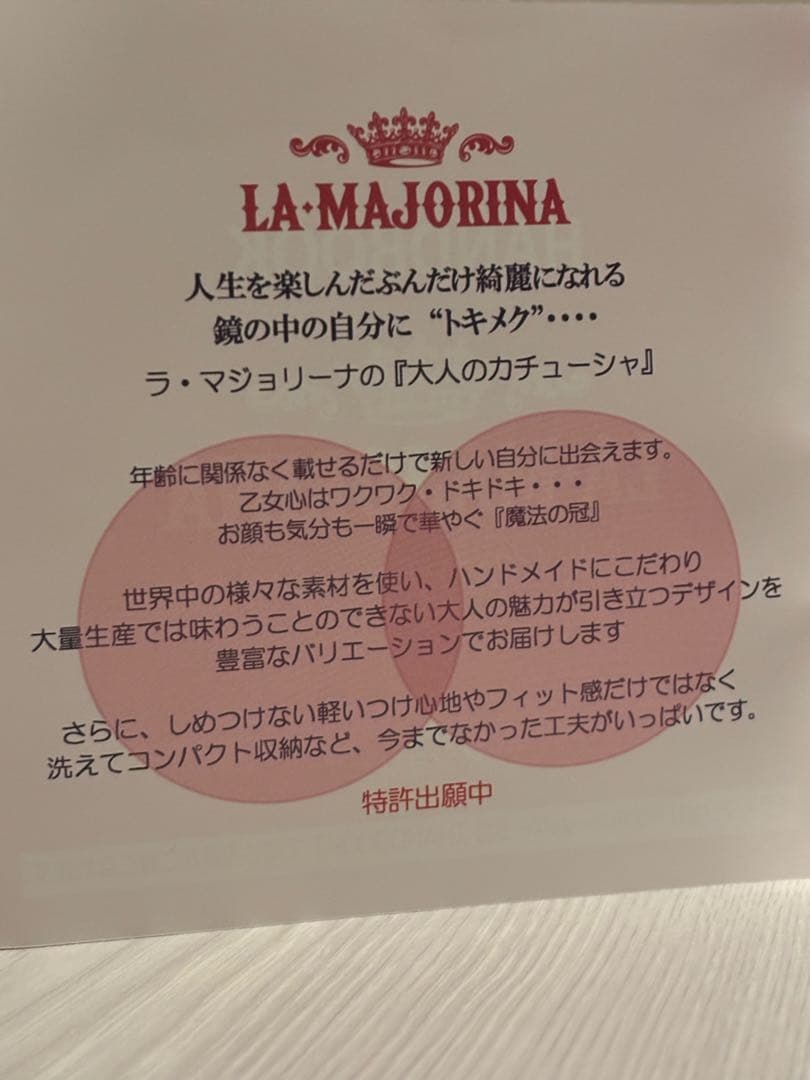 LA·MAJORINA
人生を楽しんだぶんだけ綺麗になれる
鏡の中の自分に“トキメク”････
ラ・マジョリーナの『大人のカチューシャ』
年齢に関係なく載せるだけで新しい自分に出会えます。
乙女心はワクワク・ドキドキ・・・
お顔も気分も一瞬で華やぐ『魔法の冠』
世界中の様々な素材を使い、ハンドメイドにこだわり
大量生産では味わうことのできない大人の魅力が引き立つデザインを
豊富なバリエーションでお届けします
さらに、しめつけない軽いつけ心地やフィット感だけではなく
洗えてコンパクト収納など、今までなかった工夫がいっぱいです。
特許出願中